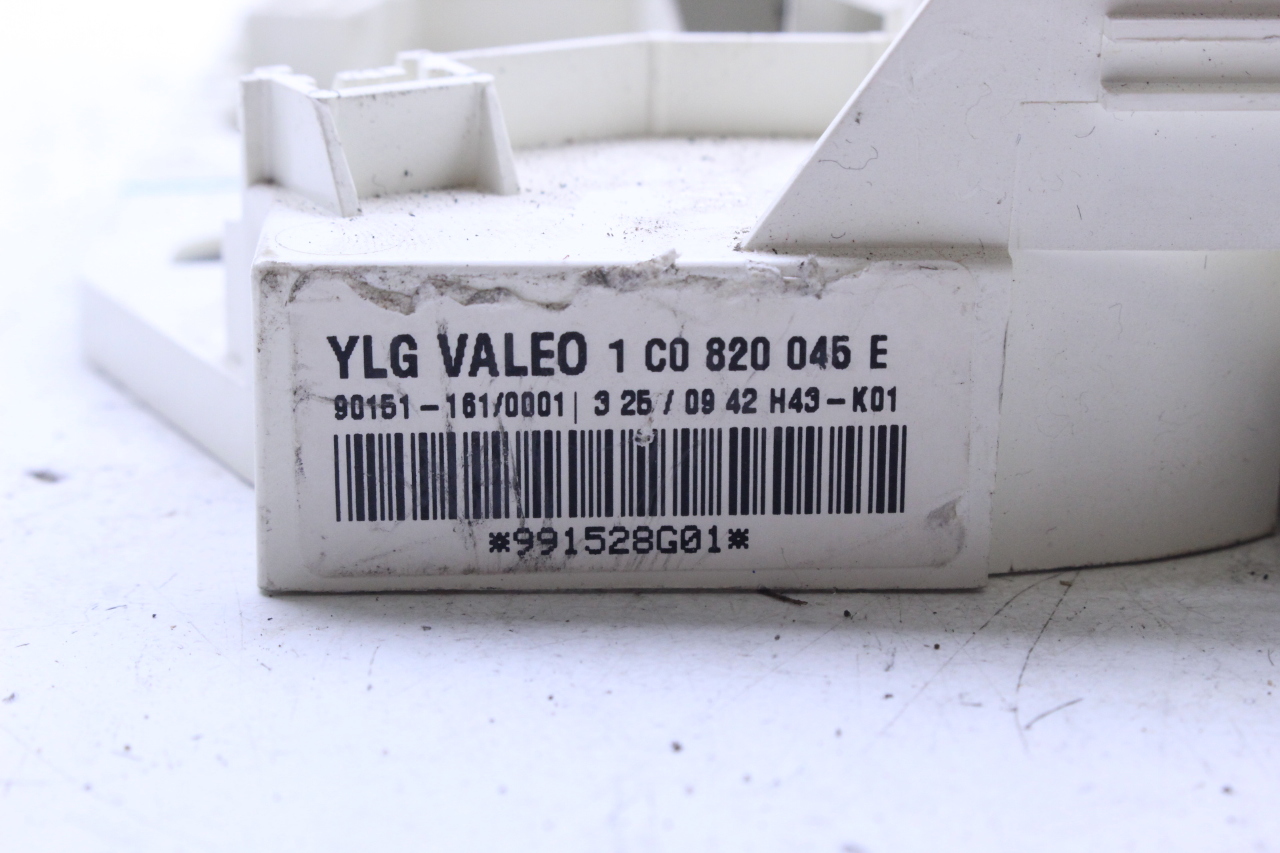 YLG VALEO 1 C0 820 045 E
90151 - 161/0001 | 3 25 / 09 42 H43 - K01
*991528G01*